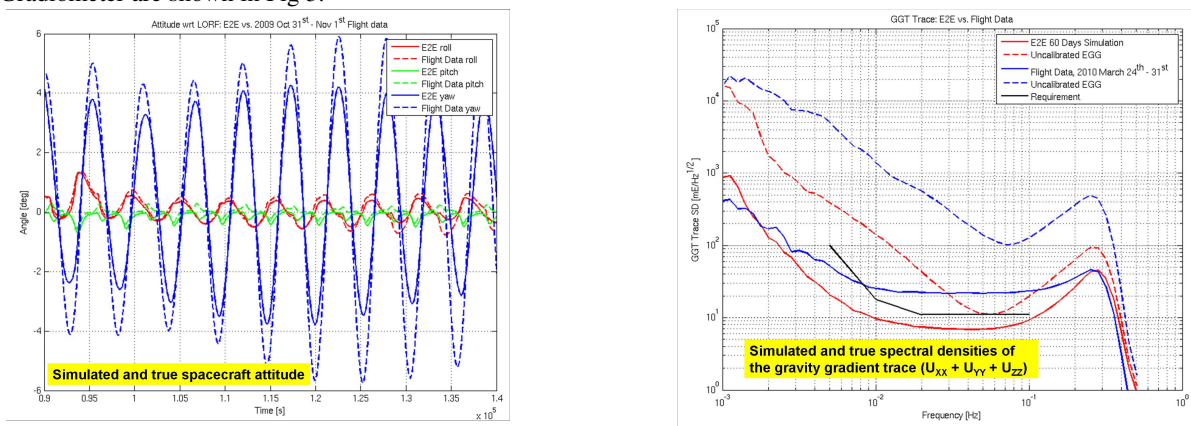 Gradiometer are shown in Fig 3.
Attitude wrt LORF: E2E vs. 2009 Oct 31st - Nov 1st Flight data
E2E roll
Flight Data roll
E2E pitch
Flight Data pitch
E2E yaw
Flight Data yaw
6
4
2
0
-2
-4
-6
Angle [deg]
Simulated and true spacecraft attitude
0.9 0.95 1 1.05 1.1 1.15 1.2 1.25 1.3 1.35 1.4
Time [s]
x 10^5
GGT Trace: E2E vs. Flight Data
E2E 60 Days Simulation
Uncalibrated EGG
Flight Data, 2010 March 24th - 31st
Uncalibrated EGG
Requirement
10^5
10^4
10^3
10^2
10^1
10^0
GGT Trace SD [mE/Hz^1/2]
Simulated and true spectral densities of
the gravity gradient trace (UXX + UYY + UZZ)
10^-3 10^-2 10^-1 10^0
Frequency [Hz]